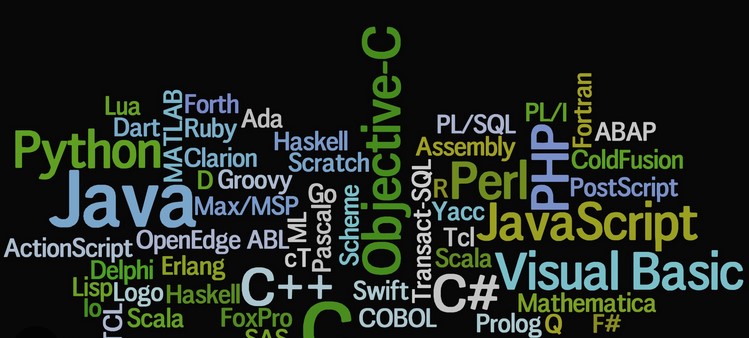 Objective-C
Lua
MATLAB
Forth
Ada
Fortran
PL/I
PL/SQL
ABAP
Dart
Ruby
Haskell
Assembly
PHP
Python
Clarion
Scratch
ColdFusion
D
Groovy
Go
R
Perl
PostScript
Java
Max/MSP
Scheme
Transact-SQL
Yacc
JavaScript
ML
Pascal
Tcl
ActionScript
OpenEdge ABL
cT
Scala
Visual Basic
Delphi
Erlang
Lisp
Logo
Haskell
C++
Swift
C#
Mathematica
Io
TCL
Scala
FoxPro
C
COBOL
Prolog
Q
F#
SAS